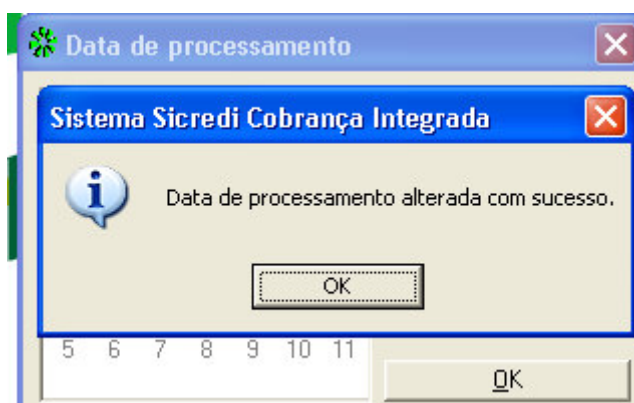 Data de processamento
Sistema Sicredi Cobrança Integrada
Data de processamento alterada com sucesso.
OK
5 6 7 8 9 10 11
OK